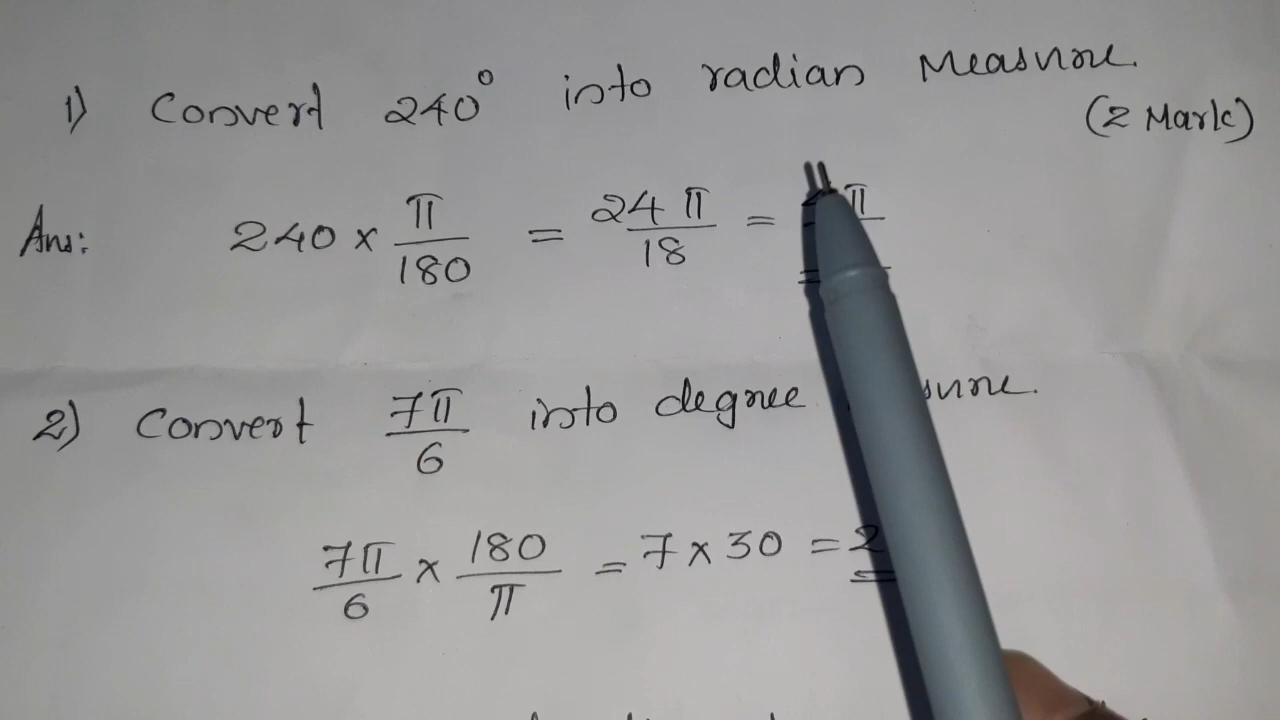 1) Convert 240° into radian Measure.
(2 Mark)
Ans: 240 × π/180 = 24π/18 = π
2) Convert 7π/6 into degree
7π/6 × 180/π = 7 × 30 = 2